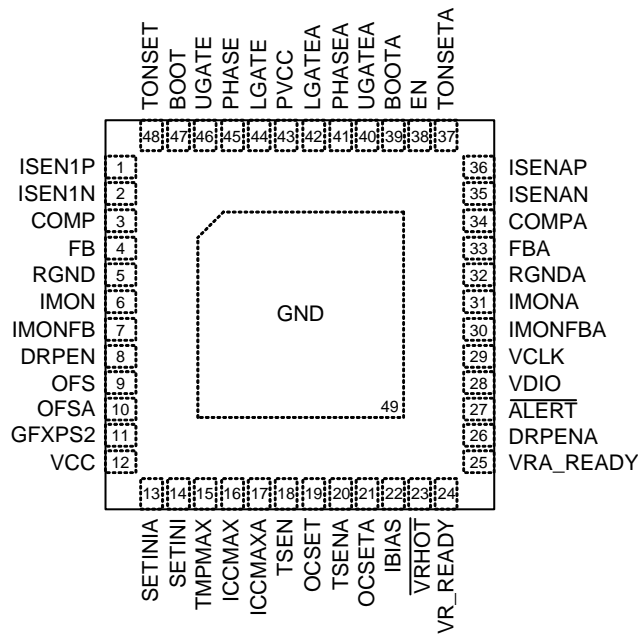 TONSET
BOOT
UGATE
PHASE
LGATE
PVCC
LGATEA
PHASEA
UGATEA
BOOTA
EN
TONSETA
48 47 46 45 44 43 42 41 40 39 38 37
ISEN1P 1
ISEN1N 2
COMP 3
FB 4
RGND 5
IMON 6
IMONFB 7
DRPEN 8
OFS 9
OFSA 10
GFXPS2 11
VCC 12
GND
49
36 ISENAP
35 ISENAN
34 COMPA
33 FBA
32 RGNDA
31 IMONA
30 IMONFBA
29 VCLK
28 VDIO
27 ALERT
26 DRPENA
25 VRA_READY
13 14 15 16 17 18 19 20 21 22 23 24
SETINIA
SETINI
TMPMAX
ICCMAX
ICCMAXA
TSEN
OCSET
TSENA
OCSETA
IBIAS
VRHOT
VR_READY